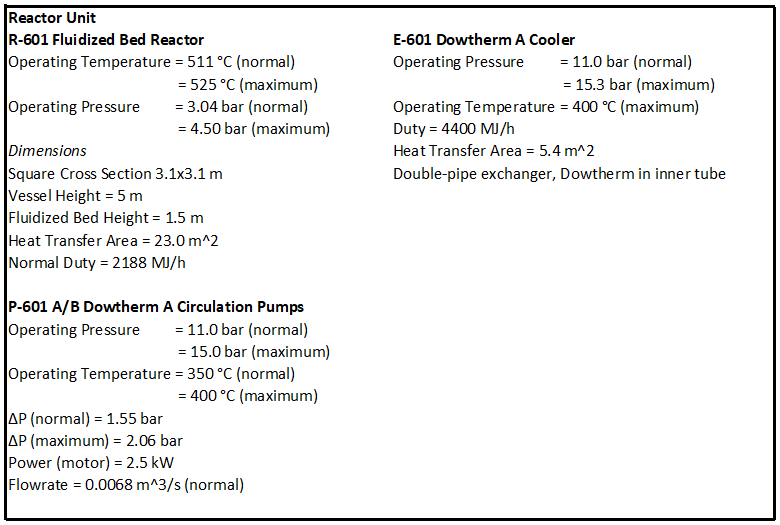 Reactor Unit
R-601 Fluidized Bed Reactor
Operating Temperature = 511 °C (normal)
= 525 °C (maximum)
Operating Pressure = 3.04 bar (normal)
= 4.50 bar (maximum)
Dimensions
Square Cross Section 3.1x3.1 m
Vessel Height = 5 m
Fluidized Bed Height = 1.5 m
Heat Transfer Area = 23.0 m^2
Normal Duty = 2188 MJ/h
P-601 A/B Dowtherm A Circulation Pumps
Operating Pressure = 11.0 bar (normal)
= 15.0 bar (maximum)
Operating Temperature = 350 °C (normal)
= 400 °C (maximum)
ΔP (normal) = 1.55 bar
ΔP (maximum) = 2.06 bar
Power (motor) = 2.5 kW
Flowrate = 0.0068 m^3/s (normal)
E-601 Dowtherm A Cooler
Operating Pressure = 11.0 bar (normal)
= 15.3 bar (maximum)
Operating Temperature = 400 °C (maximum)
Duty = 4400 MJ/h
Heat Transfer Area = 5.4 m^2
Double-pipe exchanger, Dowtherm in inner tube